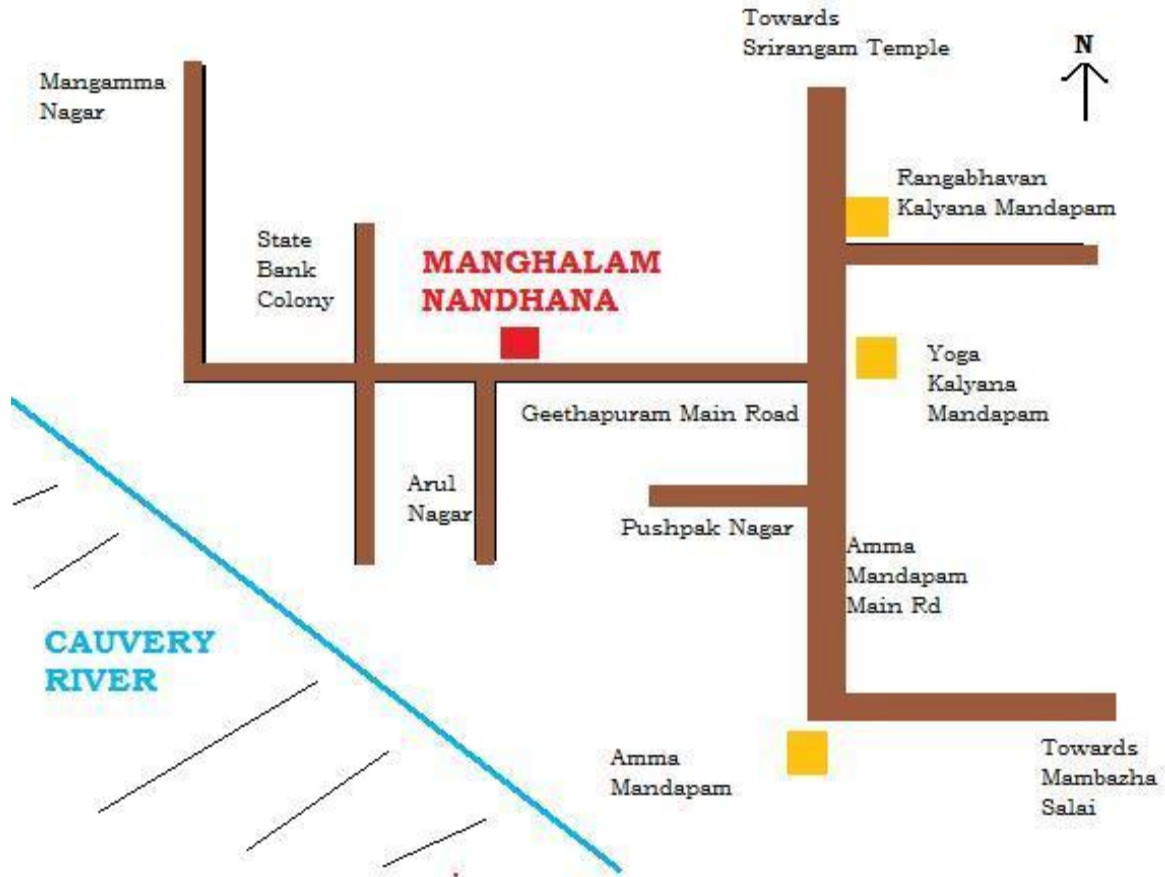 Towards
Srirangam Temple
N
Mangamma
Nagar
Rangabhavan
Kalyana Mandapam
State
Bank
Colony
MANGHALAM
NANDHANA
Yoga
Kalyana
Mandapam
Geethapuram Main Road
Arul
Nagar
Pushpak Nagar
Amma
Mandapam
Main Rd
CAUVERY
RIVER
Amma
Mandapam
Towards
Mambazha
Salai